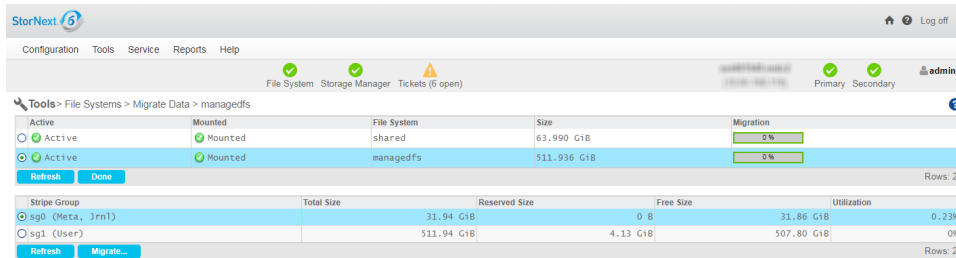 StorNext 6 Log off
Configuration Tools Service Reports Help
File System Storage Manager Tickets (6 open) Primary Secondary admin
Tools> File Systems > Migrate Data > managedfs
Active Mounted File System Size Migration
Active Mounted shared 63.990 GiB 0 %
Active Mounted managedfs 511.936 GiB 0 %
Refresh Done Rows: 2
Stripe Group Total Size Reserved Size Free Size Utilization
sg0 (Meta, Jrnl) 31.94 GiB 0 B 31.86 GiB 0.23%
sg1 (User) 511.94 GiB 4.13 GiB 507.80 GiB 0%
Refresh Migrate... Rows: 2